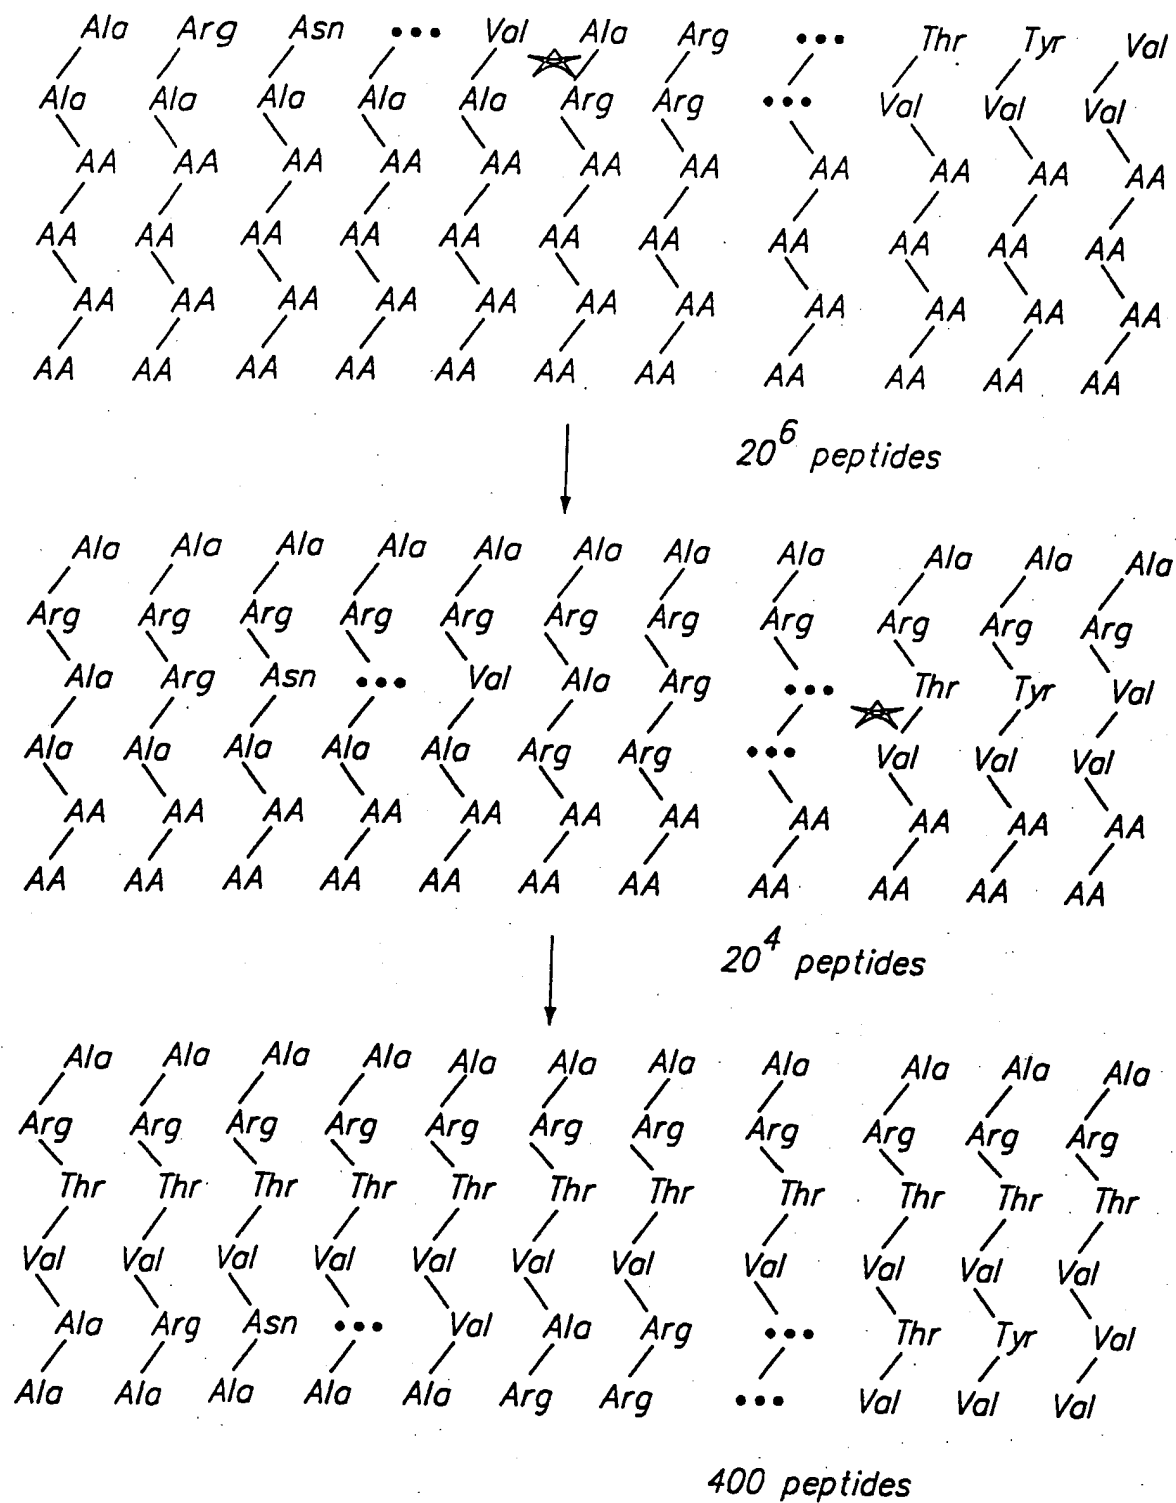 Ala Arg Asn ••• Val Ala Arg ••• Thr Tyr Val
Ala Ala Ala Ala Ala Arg Arg ••• Val Val Val
AA AA AA AA AA AA AA AA AA AA AA
AA AA AA AA AA AA AA AA AA AA AA
AA AA AA AA AA AA AA AA AA AA AA
AA AA AA AA AA AA AA AA AA AA AA
20⁶ peptides
Ala Ala Ala Ala Ala Ala Ala Ala Ala Ala Ala
Arg Arg Arg Arg Arg Arg Arg Arg Arg Arg Arg
Ala Arg Asn ••• Val Ala Arg ••• Thr Tyr Val
Ala Ala Ala Ala Ala Arg Arg ••• Val Val Val
AA AA AA AA AA AA AA AA AA AA AA
AA AA AA AA AA AA AA AA AA AA AA
20⁴ peptides
Ala Ala Ala Ala Ala Ala Ala Ala Ala Ala Ala
Arg Arg Arg Arg Arg Arg Arg Arg Arg Arg Arg
Thr Thr Thr Thr Thr Thr Thr Thr Thr Thr Thr
Val Val Val Val Val Val Val Val Val Val Val
Ala Arg Asn ••• Val Ala Arg ••• Thr Tyr Val
Ala Ala Ala Ala Ala Arg Arg ••• Val Val Val
400 peptides